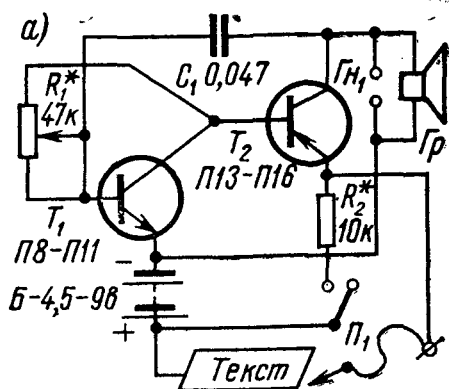 а)
C₁ 0,047
R₁*
47к
Гн₁
Гр
T₂
П13-П16
T₁
П8-П11
R₂*
10к
−
Б-4,5-9в
+
П₁
Текст